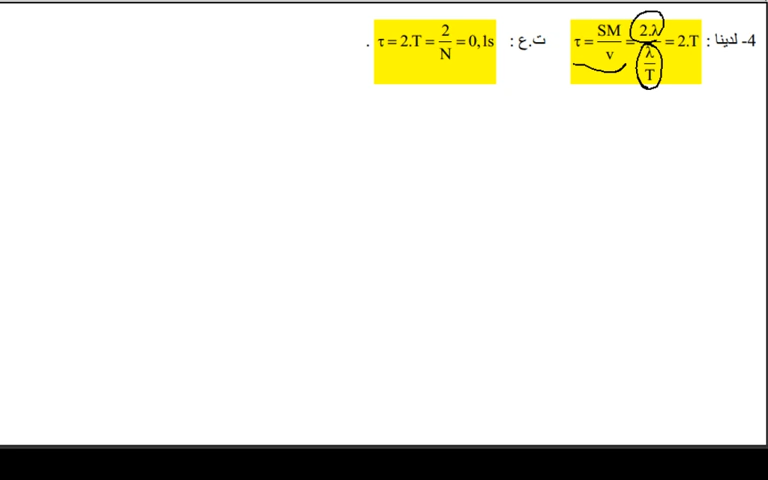 4- لدينا : τ = SM/v = 2.λ/(λ/T) = 2.T ت.ع : τ = 2.T = 2/N = 0,1s .